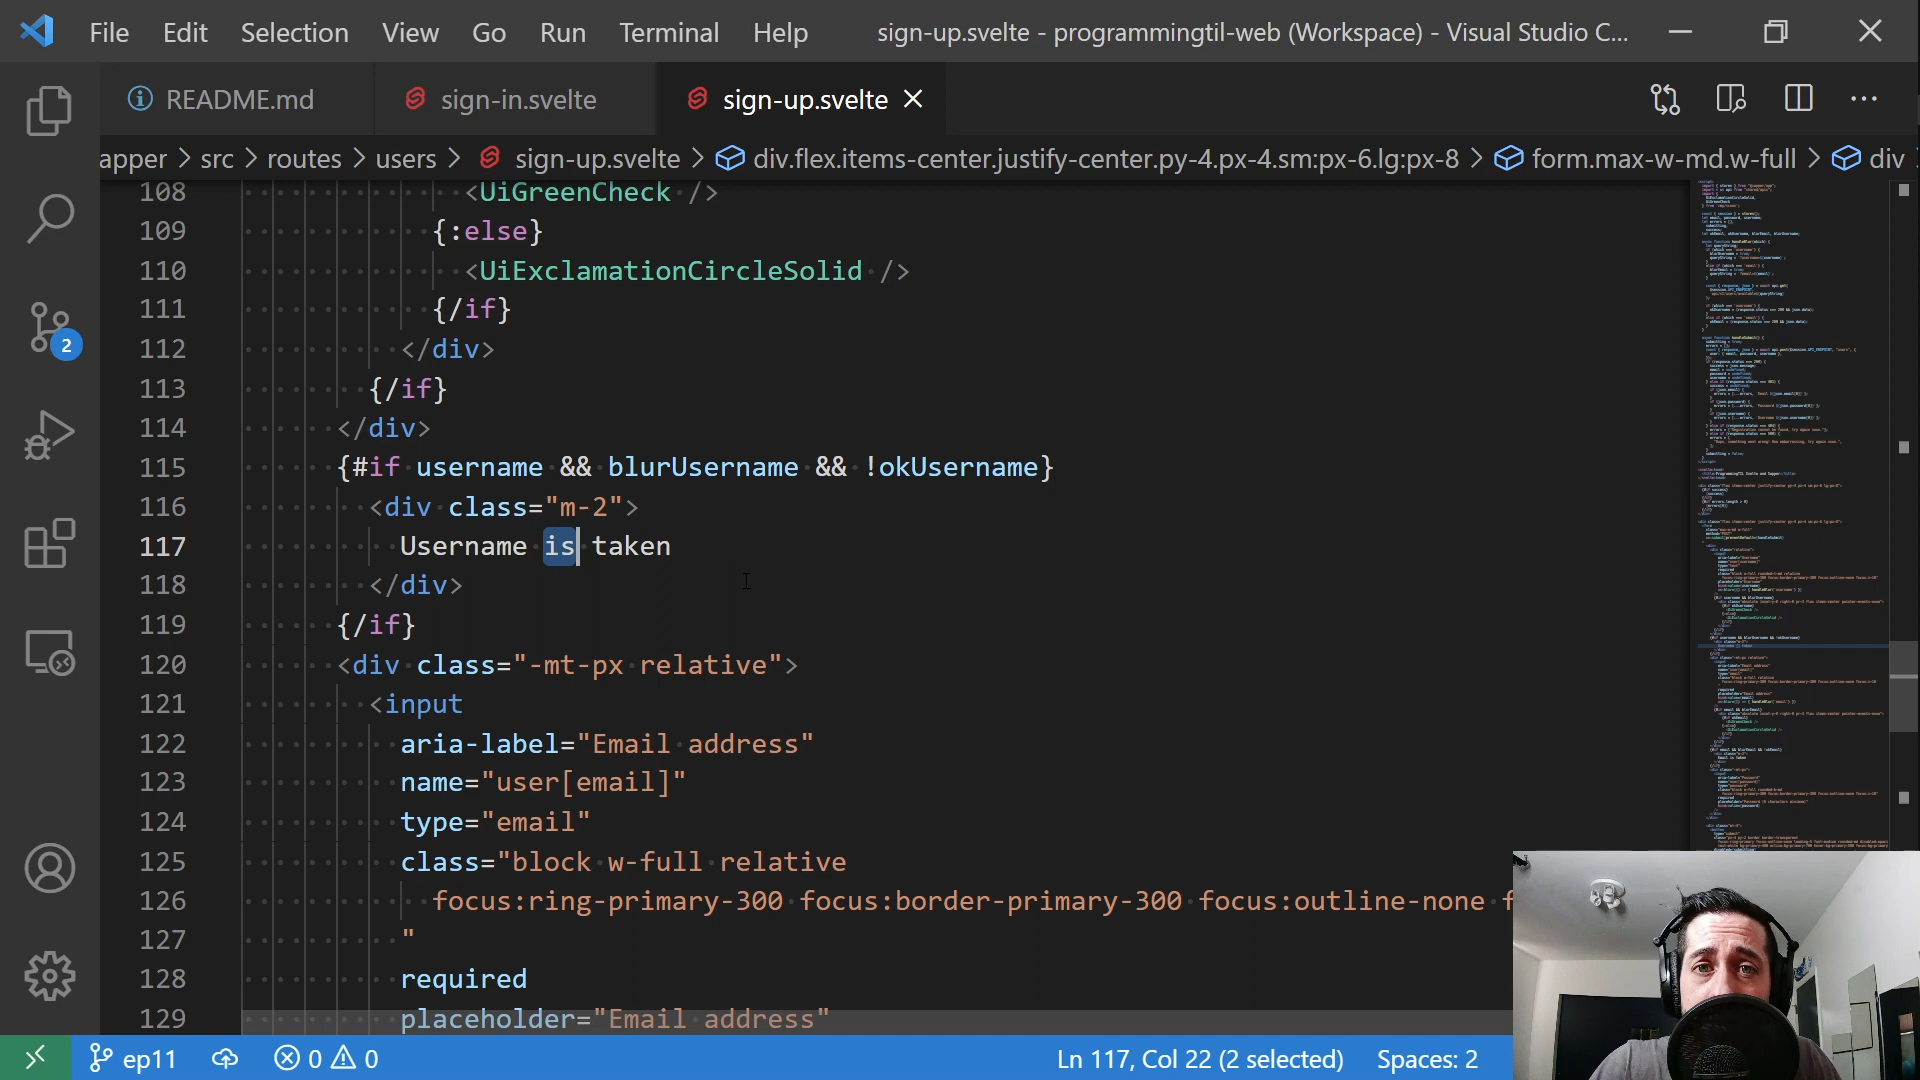 File Edit Selection View Go Run Terminal Help sign-up.svelte - programmingtil-web (Workspace) - Visual Studio C...
README.md sign-in.svelte sign-up.svelte
apper > src > routes > users > sign-up.svelte > div.flex.items-center.justify-center.py-4.px-4.sm:px-6.lg:px-8 > form.max-w-md.w-full > div
108 <UiGreenCheck />
109 {:else}
110 <UiExclamationCircleSolid />
111 {/if}
112 </div>
113 {/if}
114 </div>
115 {#if username && blurUsername && !okUsername}
116 <div class="m-2">
117 Username is taken
118 </div>
119 {/if}
120 <div class="-mt-px relative">
121 <input
122 aria-label="Email address"
123 name="user[email]"
124 type="email"
125 class="block w-full relative
126 focus:ring-primary-300 focus:border-primary-300 focus:outline-none f
127 "
128 required
129 placeholder="Email address"
2
ep11 0 0 Ln 117, Col 22 (2 selected) Spaces: 2